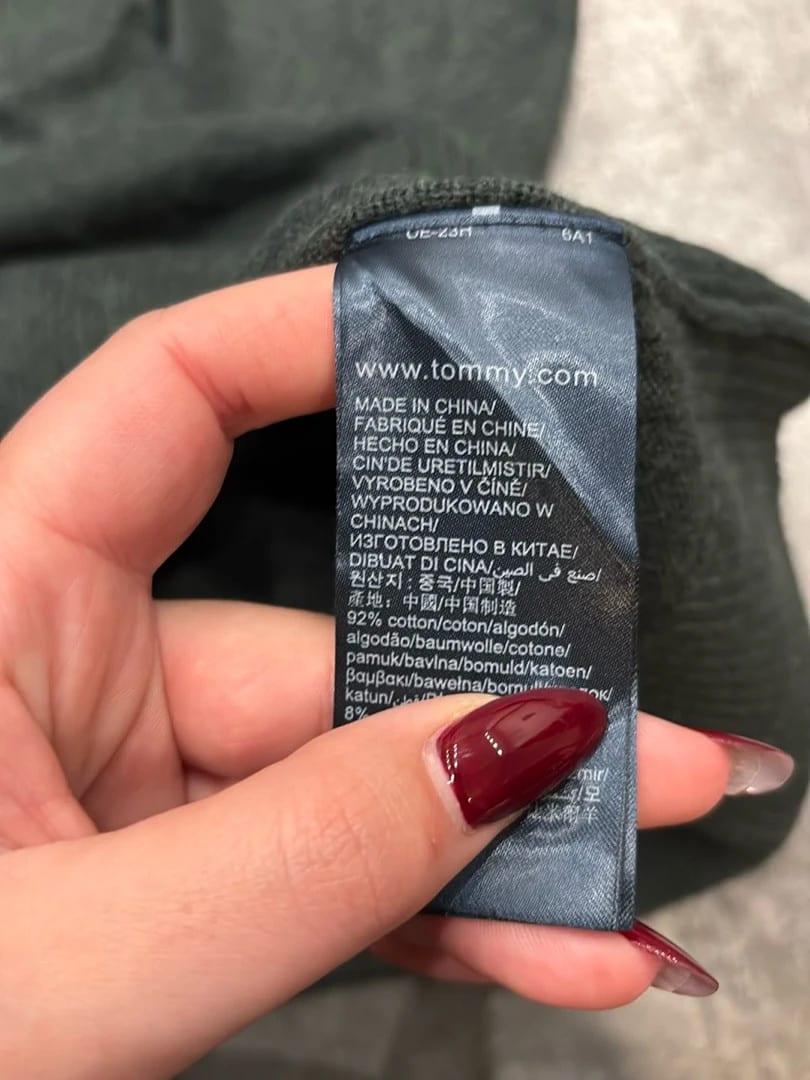 6A1
www.tommy.com
MADE IN CHINA/
FABRIQUÉ EN CHINE/
HECHO EN CHINA/
CIN'DE URETILMISTIR/
VYROBENO V ČÍNÉ/
WYPRODUKOWANO W
CHINACH/
ИЗГОТОВЛЕНО В КИТАЕ/
DIBUAT DI CINA/صنع في الصين/
원산지: 중국/中国製/
產地: 中國/中国制造
92% cotton/coton/algodón/
algodão/baumwolle/cotone/
pamuk/bavlna/bomuld/katoen/
βαμβακι/bawełna/
katun/
8%